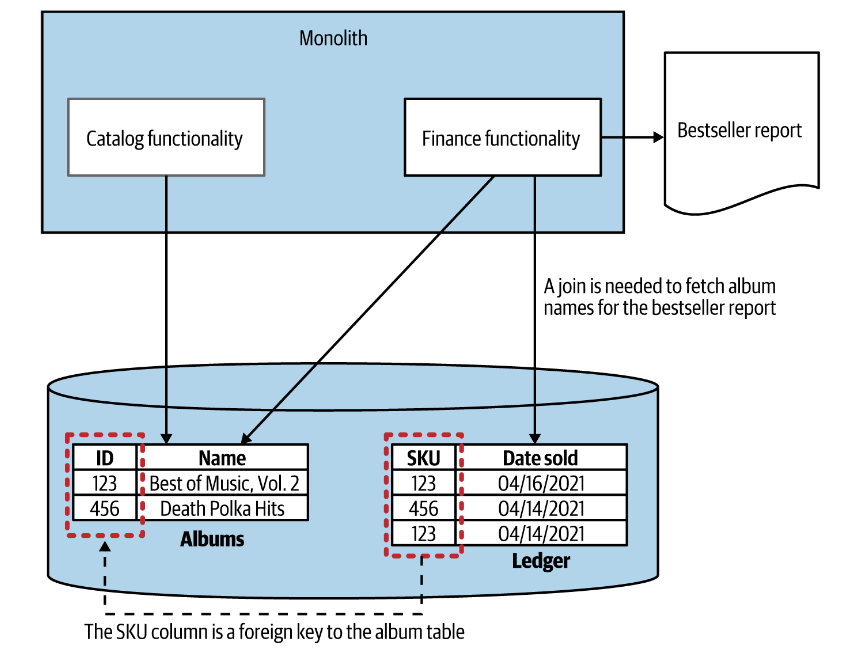 Monolith
Catalog functionality
Finance functionality
Bestseller report
A join is needed to fetch album
names for the bestseller report
ID Name
123 Best of Music, Vol. 2
456 Death Polka Hits
Albums
SKU Date sold
123 04/16/2021
456 04/14/2021
123 04/14/2021
Ledger
The SKU column is a foreign key to the album table